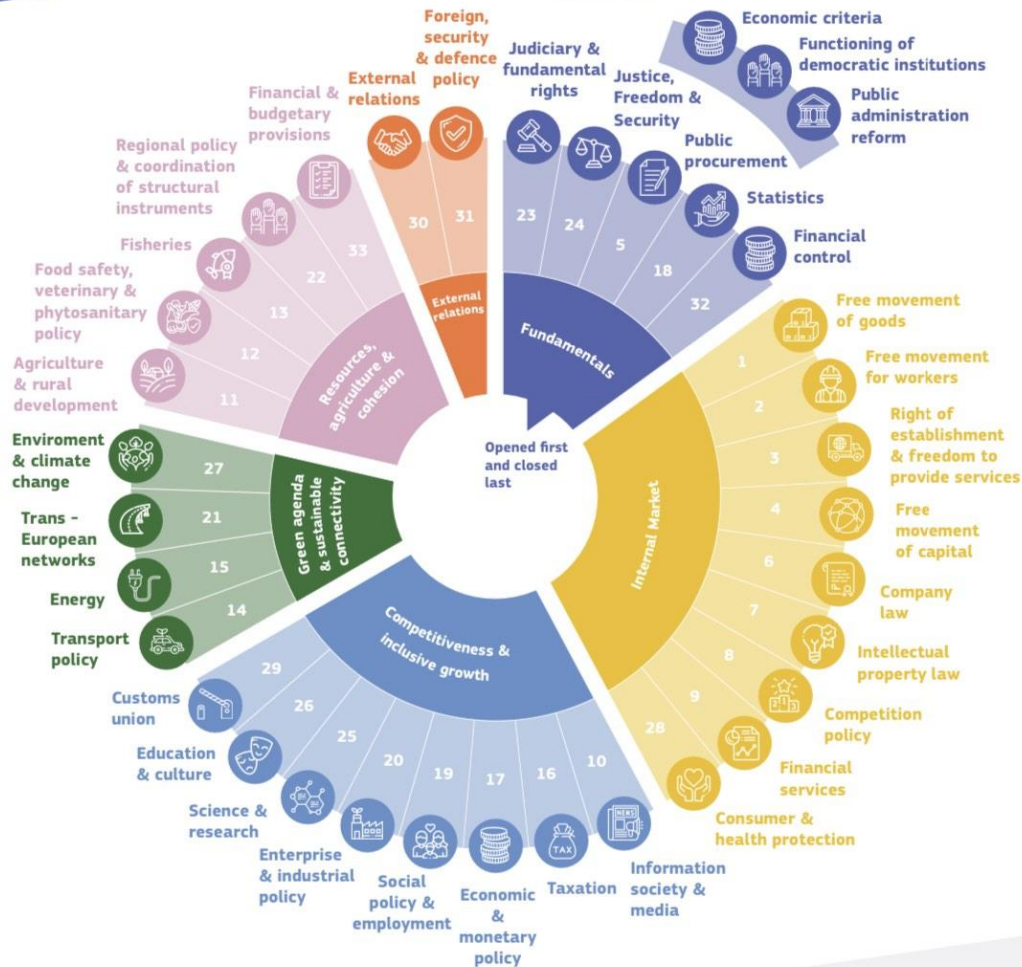 Economic criteria
Functioning of
democratic institutions
Public
administration
reform
Foreign,
security
& defence
policy
External
relations
Judiciary &
fundamental
rights
Justice,
Freedom &
Security
Public
procurement
Statistics
Financial
control
23
24
5
18
32
Fundamentals
Opened first
and closed
last
Free movement
of goods
Free movement
for workers
Right of
establishment
& freedom to
provide services
Free
movement
of capital
Company
law
Intellectual
property law
Competition
policy
Financial
services
Consumer &
health protection
1
2
3
4
6
7
8
9
28
Internal Market
Information
society &
media
Taxation
Economic
&
monetary
policy
Social
policy &
employment
Enterprise
& industrial
policy
Science &
research
Education
& culture
Customs
union
10
16
17
19
20
25
26
29
Competitiveness &
inclusive growth
NEWS
TAX
2 1 3
Transport
policy
Energy
Trans -
European
networks
Enviroment
& climate
change
14
15
21
27
Green agenda
& sustainable
connectivity
Agriculture
& rural
development
Food safety,
veterinary &
phytosanitary
policy
Fisheries
Regional policy
& coordination
of structural
instruments
Financial &
budgetary
provisions
11
12
13
22
33
Resources,
agriculture &
cohesion
30
31
External
relations